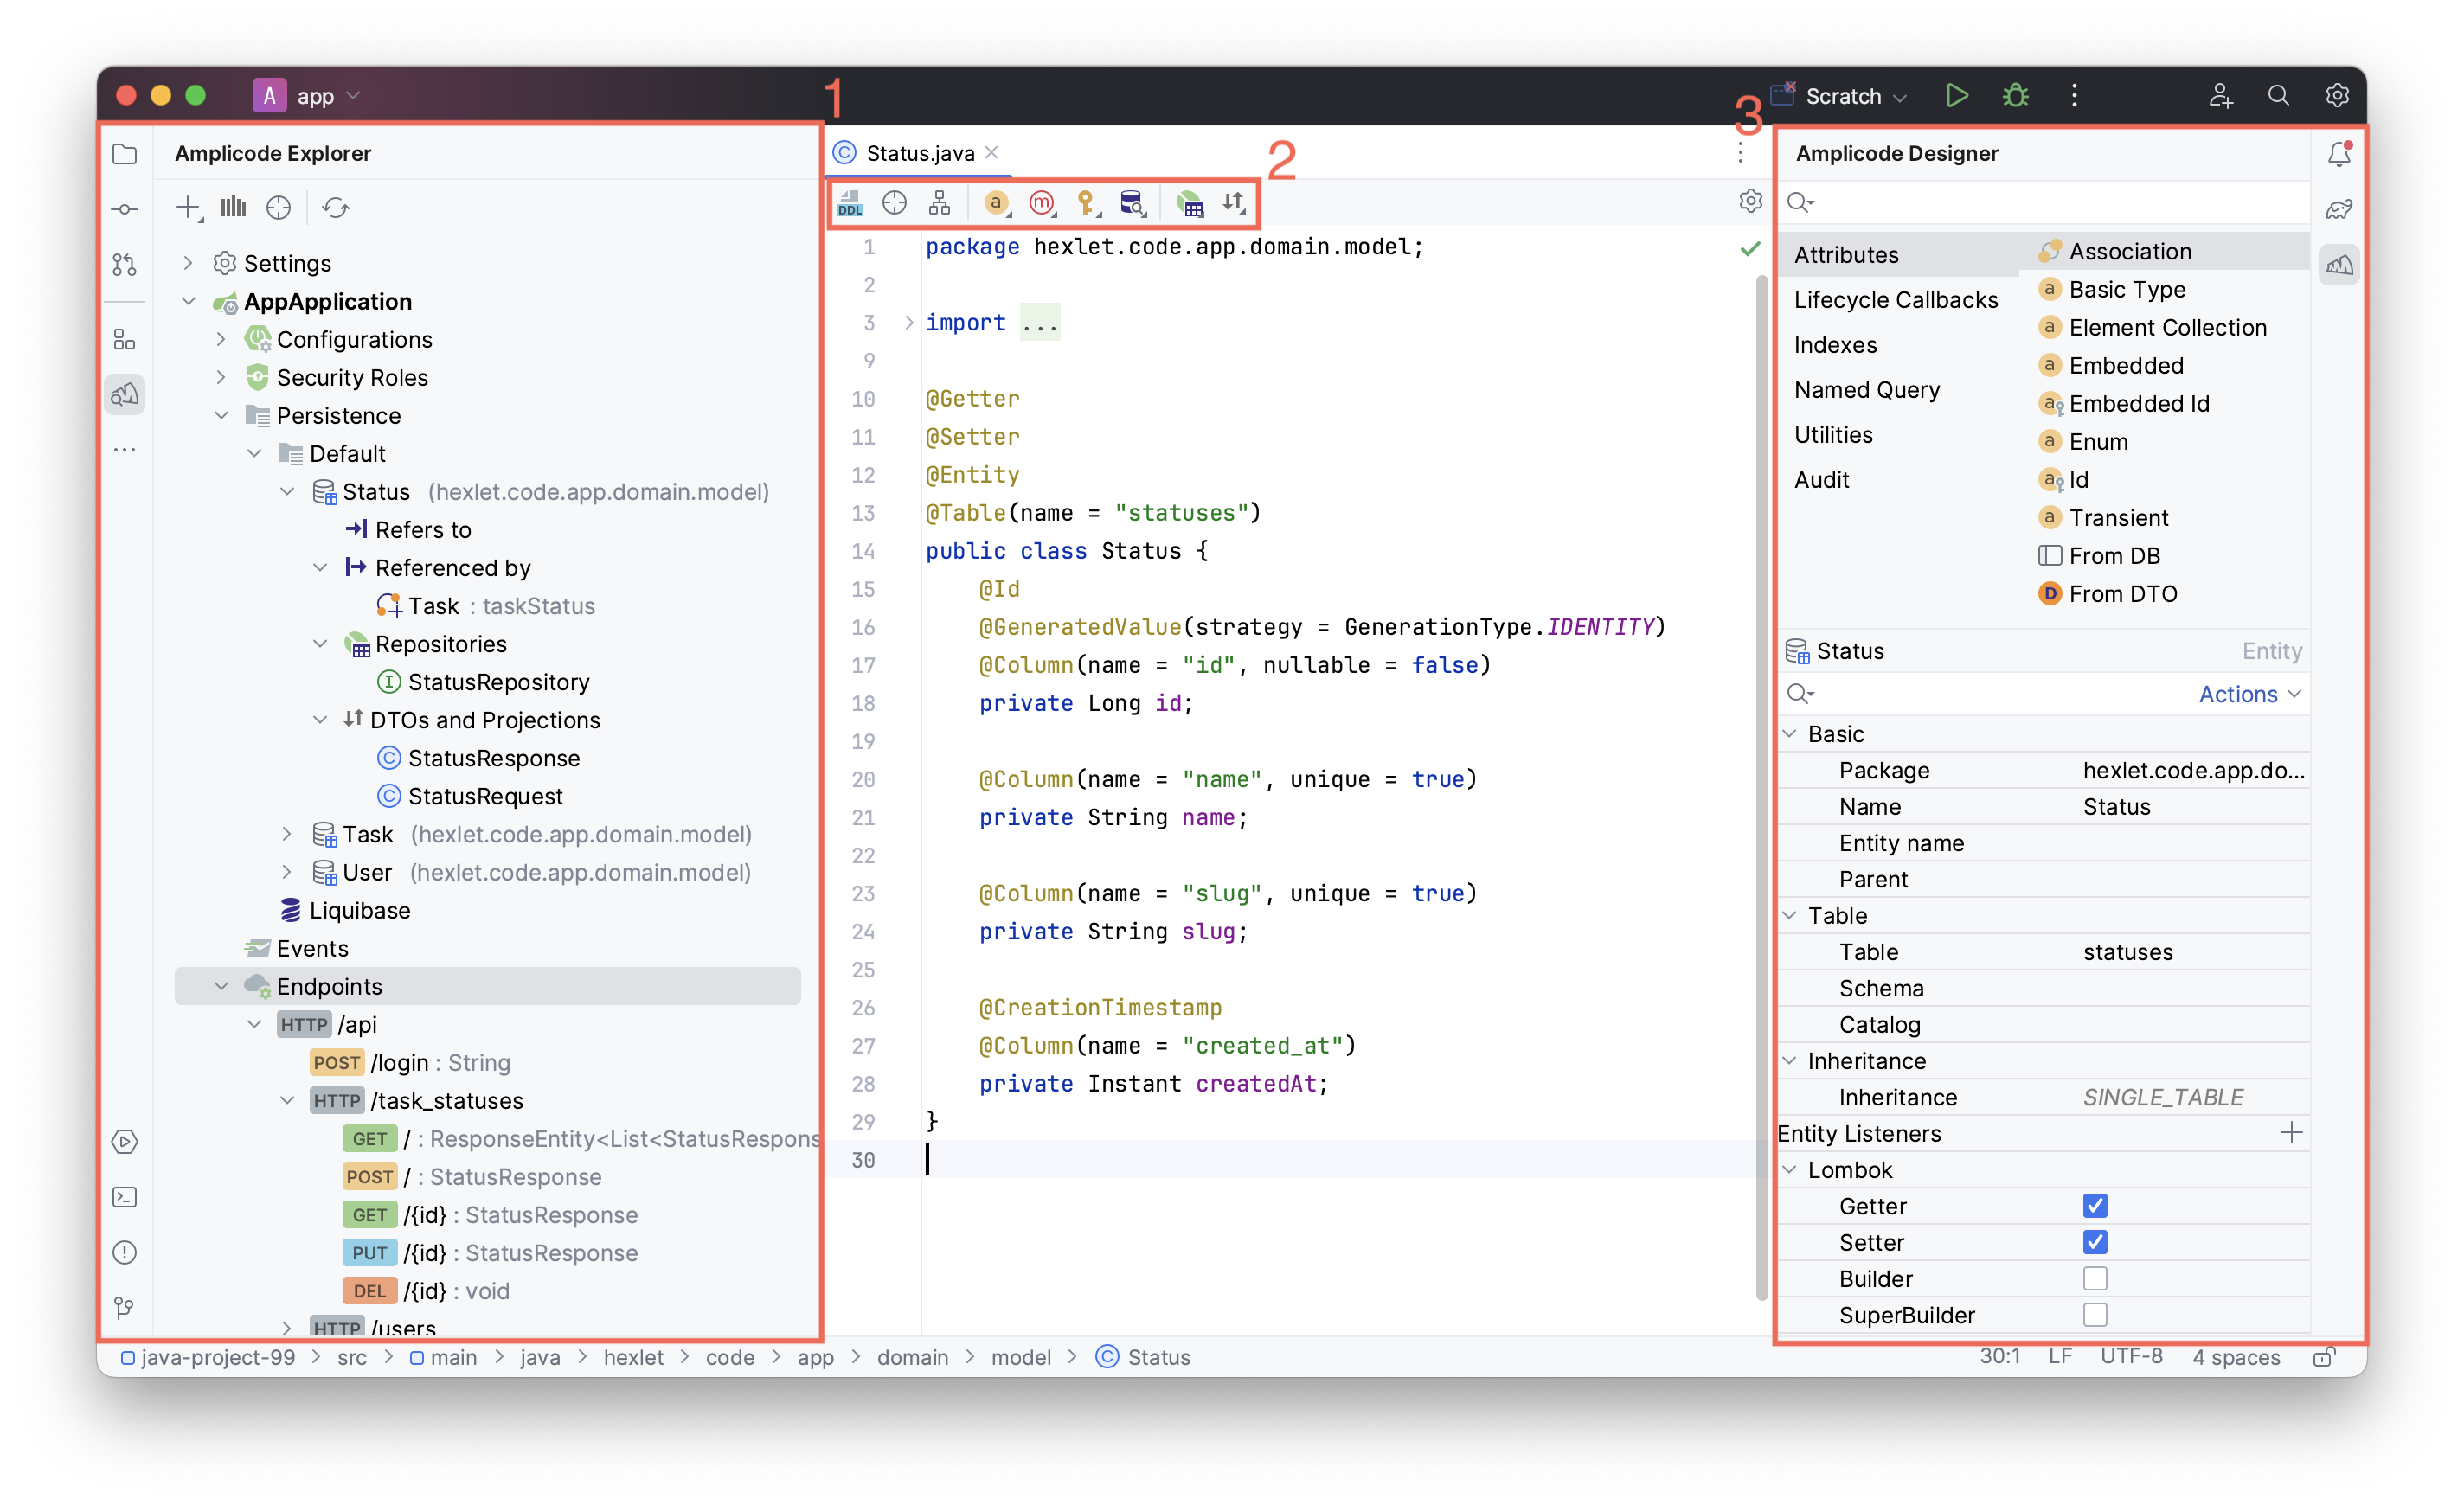 A app
1
3
Scratch
Amplicode Explorer
Settings
AppApplication
Configurations
Security Roles
Persistence
Default
Status (hexlet.code.app.domain.model)
Refers to
Referenced by
Task : taskStatus
Repositories
I StatusRepository
DTOs and Projections
C StatusResponse
C StatusRequest
Task (hexlet.code.app.domain.model)
User (hexlet.code.app.domain.model)
Liquibase
Events
Endpoints
HTTP /api
POST /login : String
HTTP /task_statuses
GET / : ResponseEntity<List<StatusRespons
POST / : StatusResponse
GET /{id} : StatusResponse
PUT /{id} : StatusResponse
DEL /{id} : void
HTTP /users
C Status.java
2
DDL a m
1 package hexlet.code.app.domain.model;
2
3 import ...
9
10 @Getter
11 @Setter
12 @Entity
13 @Table(name = "statuses")
14 public class Status {
15 @Id
16 @GeneratedValue(strategy = GenerationType.IDENTITY)
17 @Column(name = "id", nullable = false)
18 private Long id;
19
20 @Column(name = "name", unique = true)
21 private String name;
22
23 @Column(name = "slug", unique = true)
24 private String slug;
25
26 @CreationTimestamp
27 @Column(name = "created_at")
28 private Instant createdAt;
29 }
30
Amplicode Designer
Attributes
Lifecycle Callbacks
Indexes
Named Query
Utilities
Audit
Association
a Basic Type
a Element Collection
a Embedded
a Embedded Id
a Enum
a Id
a Transient
From DB
D From DTO
Status Entity
Actions
Basic
Package hexlet.code.app.do...
Name Status
Entity name
Parent
Table
Table statuses
Schema
Catalog
Inheritance
Inheritance SINGLE_TABLE
Entity Listeners
Lombok
Getter
Setter
Builder
SuperBuilder
java-project-99 > src > main > java > hexlet > code > app > domain > model > C Status
30:1 LF UTF-8 4 spaces